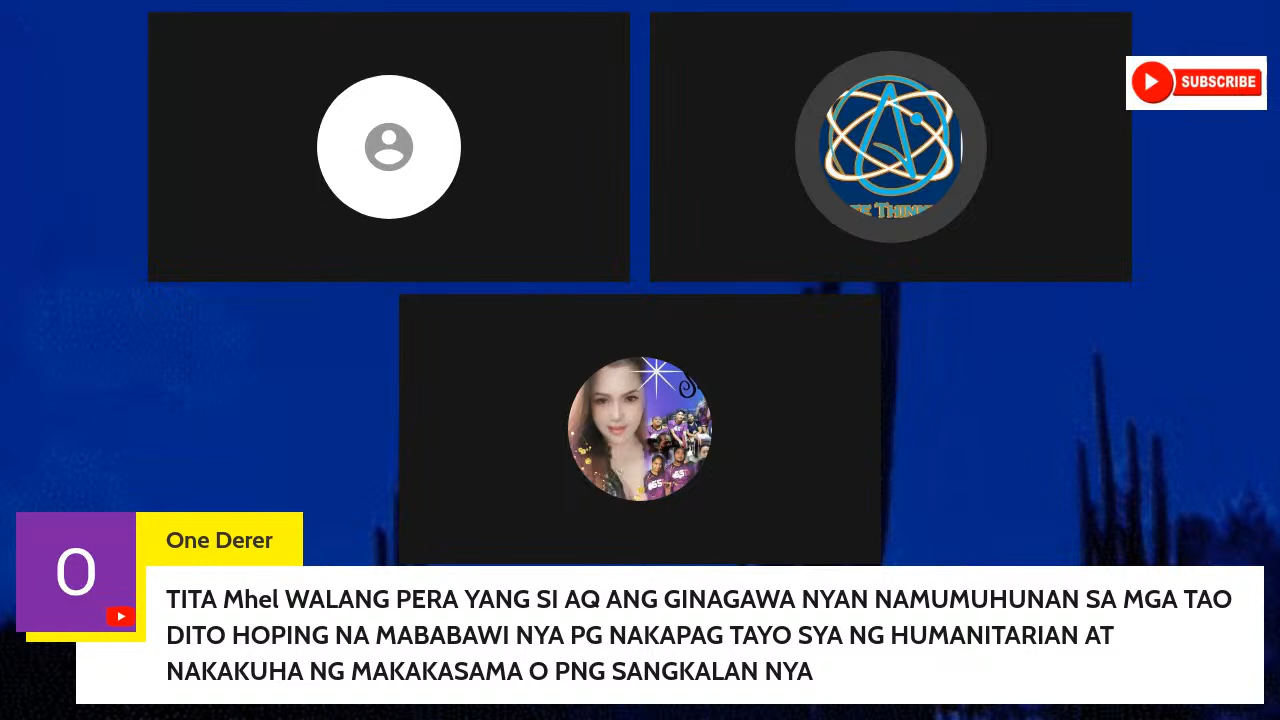 SUBSCRIBE
One Derer
O
TITA Mhel WALANG PERA YANG SI AQ ANG GINAGAWA NYAN NAMUMUHUNAN SA MGA TAO
DITO HOPING NA MABABAWI NYA PG NAKAPAG TAYO SYA NG HUMANITARIAN AT
NAKAKUHA NG MAKAKASAMA O PNG SANGKALAN NYA